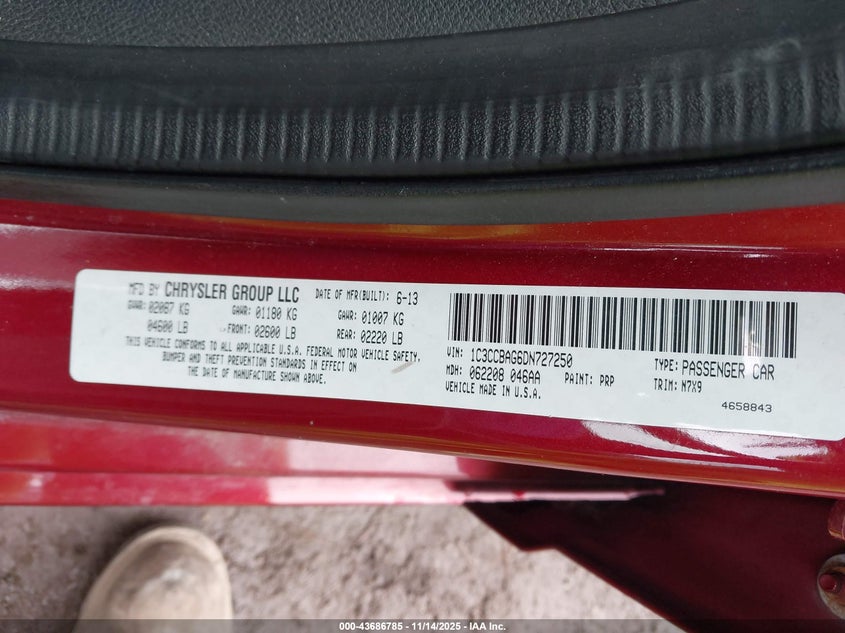 MFD BY CHRYSLER GROUP LLC DATE OF MFR(BUILT): 6-13
GVWR: 02087 KG GAWR: 01180 KG GAWR: 01007 KG
04600 LB FRONT: 02600 LB REAR: 02220 LB
THIS VEHICLE CONFORMS TO ALL APPLICABLE U.S.A. FEDERAL MOTOR VEHICLE SAFETY,
BUMPER AND THEFT PREVENTION STANDARDS IN EFFECT ON
THE DATE OF MANUFACTURE SHOWN ABOVE.
VIN: 1C3CCBAG6DN727250 TYPE: PASSENGER CAR
MDH: 062208 046AA PAINT: PRP TRIM: N7X9
VEHICLE MADE IN U.S.A.
4658843
000-43686785 | 11/14/2025 | IAA Inc.